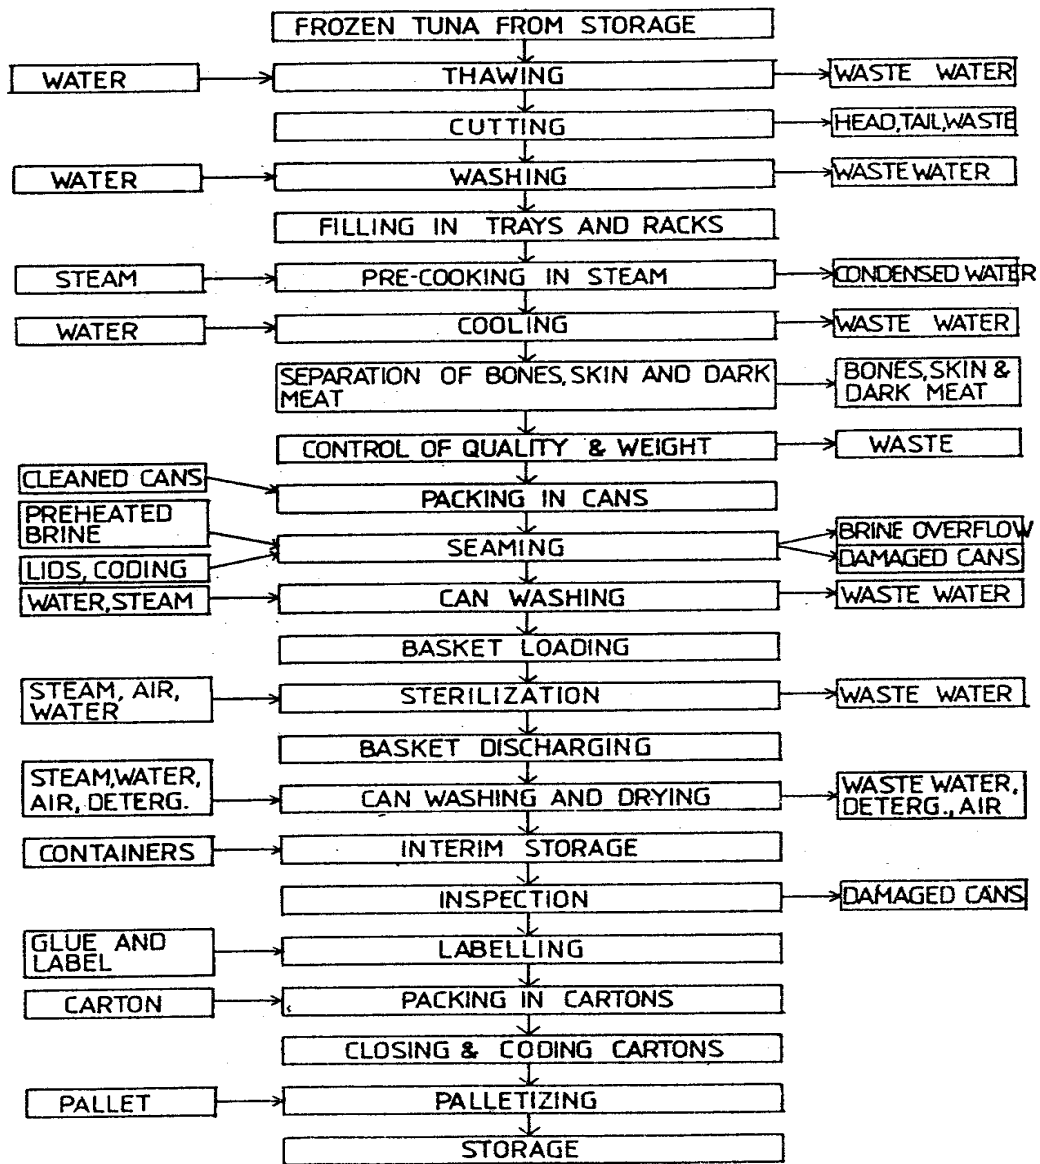 FROZEN TUNA FROM STORAGE
WATER
THAWING
WASTE WATER
CUTTING
HEAD,TAIL,WASTE
WATER
WASHING
WASTE WATER
FILLING IN TRAYS AND RACKS
STEAM
PRE-COOKING IN STEAM
CONDENSED WATER
WATER
COOLING
WASTE WATER
SEPARATION OF BONES, SKIN AND DARK
MEAT
BONES, SKIN &
DARK MEAT
CONTROL OF QUALITY & WEIGHT
WASTE
CLEANED CANS
PACKING IN CANS
PREHEATED
BRINE
LIDS, CODING
SEAMING
BRINE OVERFLOW
DAMAGED CANS
WATER, STEAM
CAN WASHING
WASTE WATER
BASKET LOADING
STEAM, AIR,
WATER
STERILIZATION
WASTE WATER
BASKET DISCHARGING
STEAM, WATER,
AIR, DETERG.
CAN WASHING AND DRYING
WASTE WATER,
DETERG., AIR
CONTAINERS
INTERIM STORAGE
INSPECTION
DAMAGED CANS
GLUE AND
LABEL
LABELLING
CARTON
PACKING IN CARTONS
CLOSING & CODING CARTONS
PALLET
PALLETIZING
STORAGE